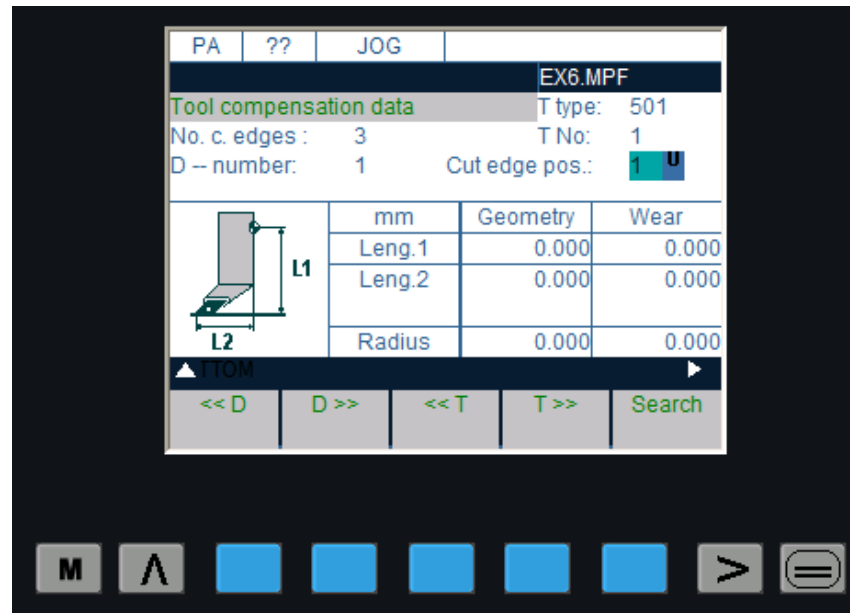 PA ?? JOG
EX6.MPF
Tool compensation data T type: 501
No. c. edges : 3 T No: 1
D -- number: 1 Cut edge pos.: 1 U
mm Geometry Wear
Leng.1 0.000 0.000
L1
Leng.2 0.000 0.000
L2
Radius 0.000 0.000
TTOM
<< D D >> << T T >> Search
M Λ > =